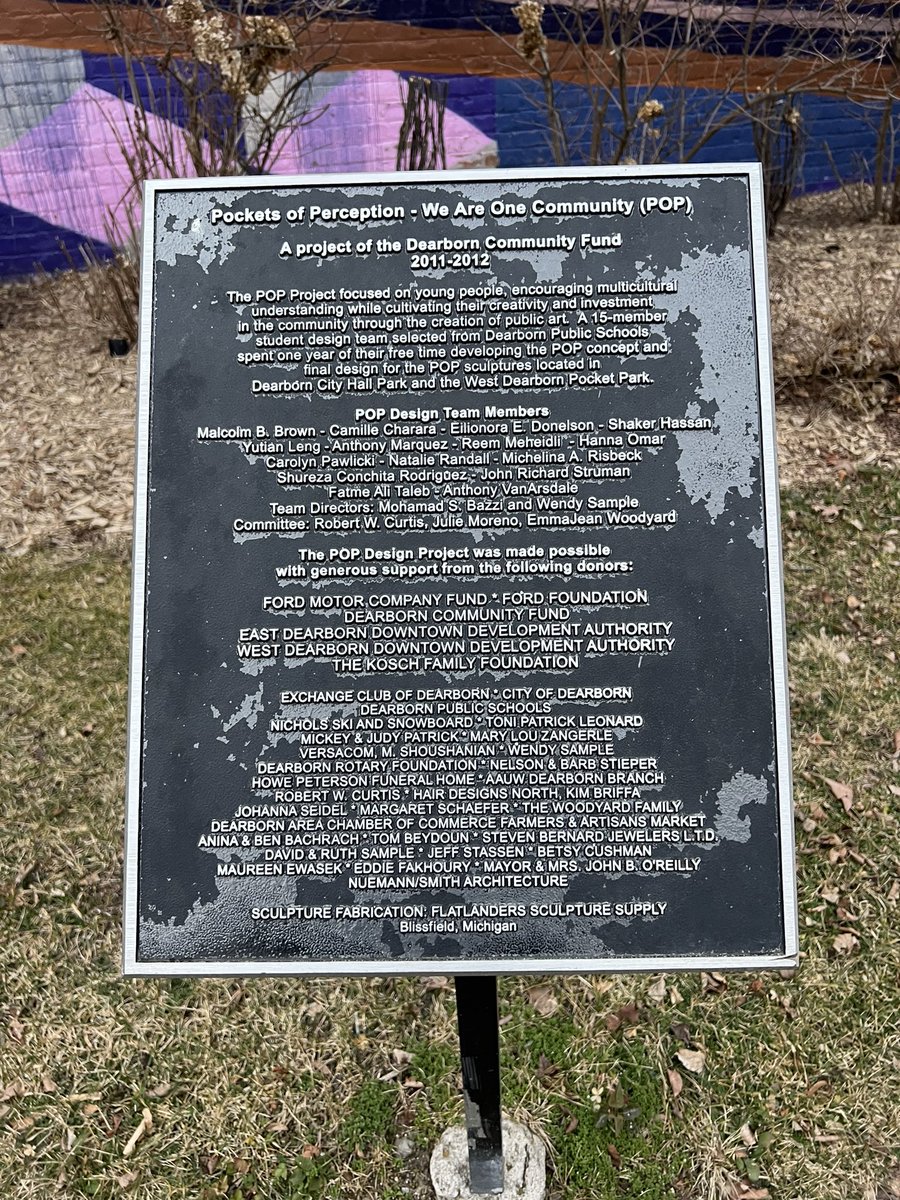 Pockets of Perception - We Are One Community (POP)
A project of the Dearborn Community Fund
2011-2012
The POP Project focused on young people, encouraging multicultural
understanding while cultivating their creativity and investment
in the community through the creation of public art. A 15-member
student design team selected from Dearborn Public Schools
spent one year of their free time developing the POP concept and
final design for the POP sculptures located in
Dearborn City Hall Park and the West Dearborn Pocket Park.
POP Design Team Members
Malcolm B. Brown - Camille Charara - Eilionora E. Donelson - Shaker Hassan
Yutian Leng - Anthony Marquez - Reem Meheidli - Hanna Omar
Carolyn Pawlicki - Natalie Randall - Michelina A. Risbeck
Shureza Conchita Rodriguez - John Richard Struman
Fatme Ali Taleb - Anthony VanArsdale
Team Directors: Mohamad S. Bazzi and Wendy Sample
Committee: Robert W. Curtis, Julie Moreno, EmmaJean Woodyard
The POP Design Project was made possible
with generous support from the following donors:
FORD MOTOR COMPANY FUND * FORD FOUNDATION
DEARBORN COMMUNITY FUND
EAST DEARBORN DOWNTOWN DEVELOPMENT AUTHORITY
WEST DEARBORN DOWNTOWN DEVELOPMENT AUTHORITY
THE KOSCH FAMILY FOUNDATION
EXCHANGE CLUB OF DEARBORN * CITY OF DEARBORN
DEARBORN PUBLIC SCHOOLS
NICHOLS SKI AND SNOWBOARD * TONI PATRICK LEONARD
MICKEY & JUDY PATRICK * MARY LOU ZANGERLE
VERSACOM, M. SHOUSHANIAN * WENDY SAMPLE
DEARBORN ROTARY FOUNDATION * NELSON & BARB STIEPER
HOWE PETERSON FUNERAL HOME * AAUW DEARBORN BRANCH
ROBERT W. CURTIS * HAIR DESIGNS NORTH, KIM BRIFFA
JOHANNA SEIDEL * MARGARET SCHAEFER * THE WOODYARD FAMILY
DEARBORN AREA CHAMBER OF COMMERCE FARMERS & ARTISANS MARKET
ANINA & BEN BACHRACH * TOM BEYDOUN * STEVEN BERNARD JEWELERS L.T.D.
DAVID & RUTH SAMPLE * JEFF STASSEN * BETSY CUSHMAN
MAUREEN EWASEK * EDDIE FAKHOURY * MAYOR & MRS. JOHN B. O'REILLY
NUEMANN/SMITH ARCHITECTURE
SCULPTURE FABRICATION: FLATLANDERS SCULPTURE SUPPLY
Blissfield, Michigan